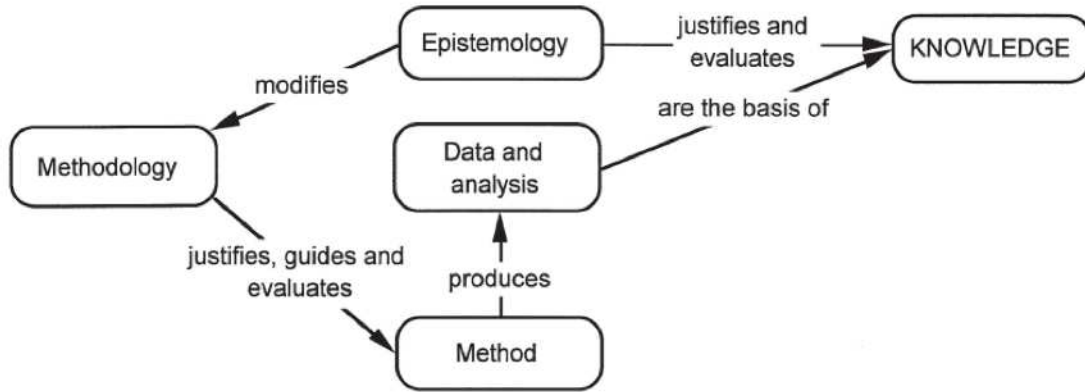 Epistemology
justifies and
evaluates
KNOWLEDGE
modifies
are the basis of
Methodology
Data and
analysis
justifies, guides and
evaluates
produces
Method